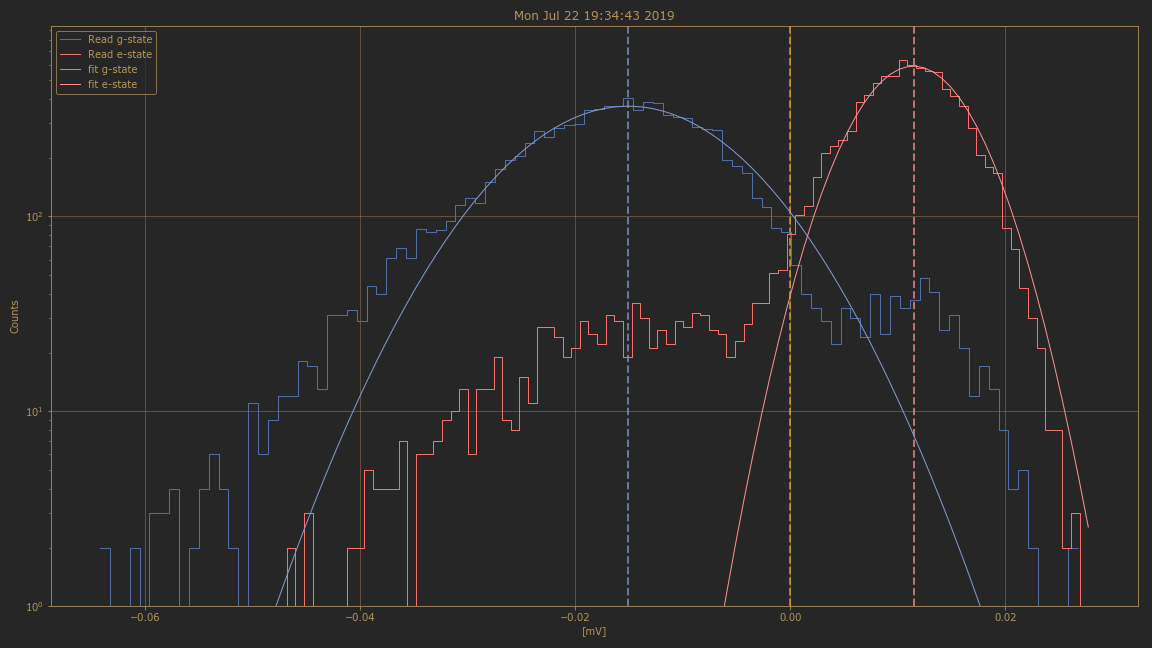 Mon Jul 22 19:34:43 2019
Read g-state
Read e-state
fit g-state
fit e-state
Counts
10²
10¹
10⁰
−0.06
−0.04
−0.02
0.00
0.02
[mV]